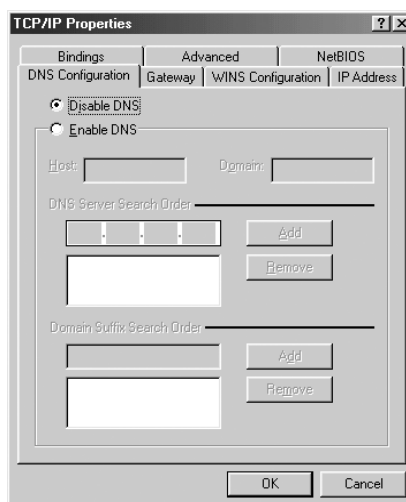 TCP/IP Properties ? ×
Bindings Advanced NetBIOS
DNS Configuration Gateway WINS Configuration IP Address
Disable DNS
Enable DNS
Host: Domain:
DNS Server Search Order
. . . Add
Remove
Domain Suffix Search Order
Add
Remove
OK Cancel